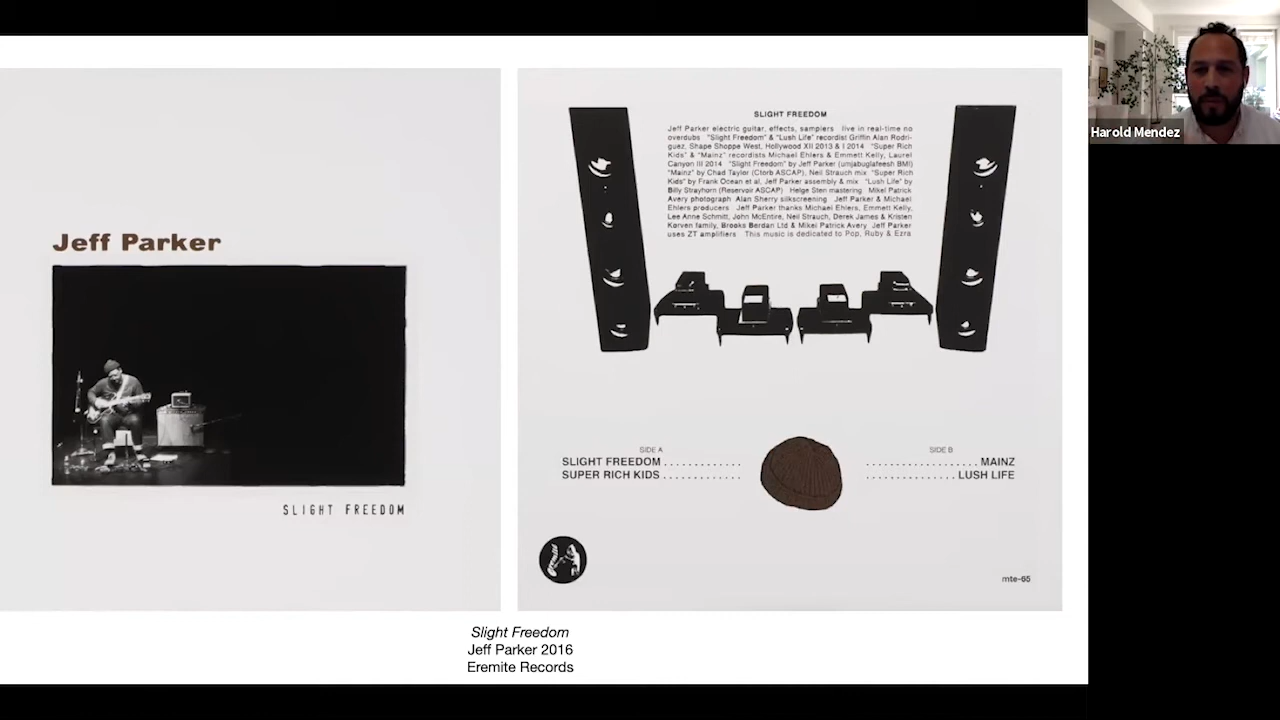 Harold Mendez
Jeff Parker
SLIGHT FREEDOM
SLIGHT FREEDOM
Jeff Parker electric guitar, effects, samplers live in real-time no
overdubs "Slight Freedom" & "Lush Life" recordist Griffin Alan Rodri-
guez, Shape Shoppe West, Hollywood XII 2013 & I 2014 "Super Rich
Kids" & "Mainz" recordists Michael Ehlers & Emmett Kelly, Laurel
Canyon III 2014 "Slight Freedom" by Jeff Parker (umjabuglafeesh BMI)
"Mainz" by Chad Taylor (Ctorb ASCAP), Neil Strauch mix "Super Rich
Kids" by Frank Ocean et al, Jeff Parker assembly & mix "Lush Life" by
Billy Strayhorn (Reservoir ASCAP) Helge Sten mastering Mikel Patrick
Avery photograph Alan Sherry silkscreening Jeff Parker & Michael
Ehlers producers Jeff Parker thanks Michael Ehlers, Emmett Kelly,
Lee Anne Schmitt, John McEntire, Neil Strauch, Derek James & Kristen
Kørven family, Brooks Berdan Ltd & Mikel Patrick Avery Jeff Parker
uses ZT amplifiers This music is dedicated to Pop, Ruby & Ezra
SIDE A
SLIGHT FREEDOM . . . . . . . . . . . .
SUPER RICH KIDS . . . . . . . . . . . .
SIDE B
. . . . . . . . . . . . . . . . . MAINZ
. . . . . . . . . . . . . . LUSH LIFE
eremite
mte-65
Slight Freedom
Jeff Parker 2016
Eremite Records